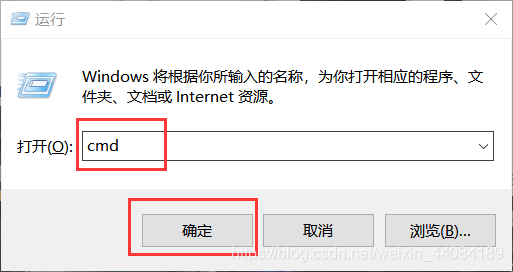 运行
Windows 将根据你所输入的名称，为你打开相应的程序、文
件夹、文档或 Internet 资源。
打开(O): cmd
确定 取消 浏览(B)...
https://blog.csdn.net/weixin_44084189